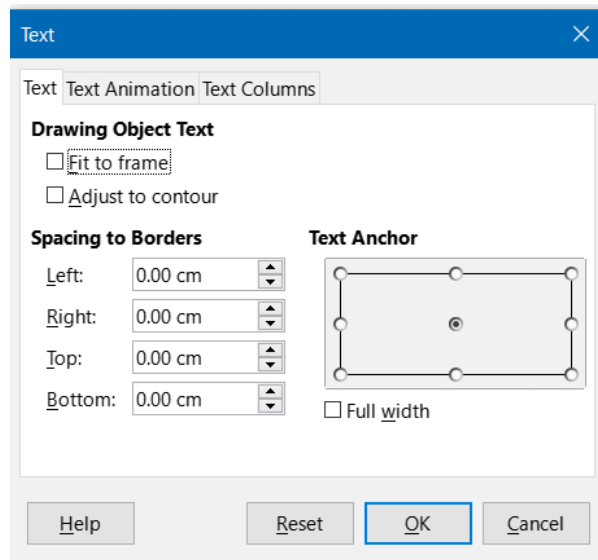 Text
Text Text Animation Text Columns
Drawing Object Text
Fit to frame
Adjust to contour
Spacing to Borders
Left: 0.00 cm
Right: 0.00 cm
Top: 0.00 cm
Bottom: 0.00 cm
Text Anchor
Full width
Help Reset OK Cancel